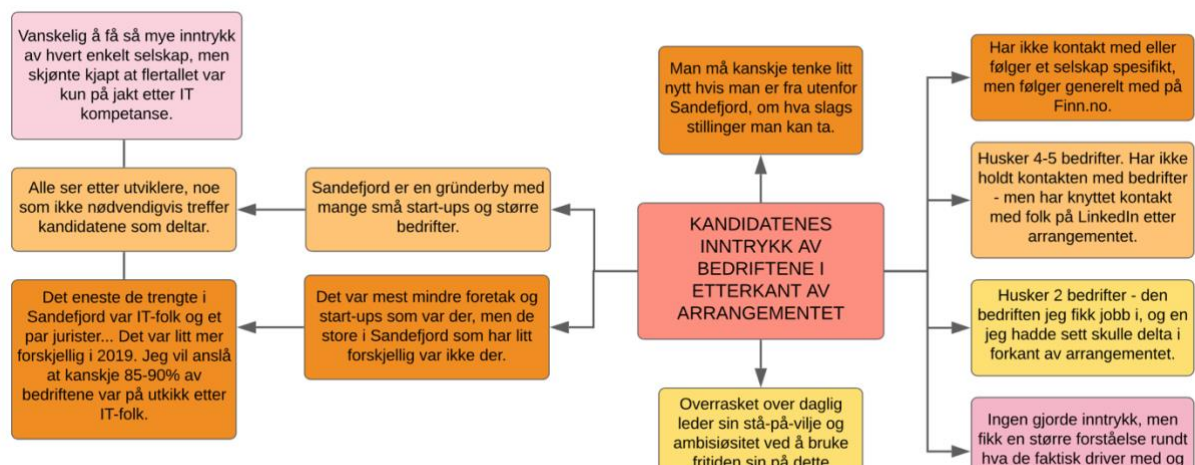 Vanskelig å få så mye inntrykk
av hvert enkelt selskap, men
skjønte kjapt at flertallet var
kun på jakt etter IT
kompetanse.
Alle ser etter utviklere, noe
som ikke nødvendigvis treffer
kandidatene som deltar.
Det eneste de trengte i
Sandefjord var IT-folk og et
par jurister... Det var litt mer
forskjellig i 2019. Jeg vil anslå
at kanskje 85-90% av
bedriftene var på utkikk etter
IT-folk.
Sandefjord er en gründerby med
mange små start-ups og større
bedrifter.
Det var mest mindre foretak og
start-ups som var der, men de
store i Sandefjord som har litt
forskjellig var ikke der.
Man må kanskje tenke litt
nytt hvis man er fra utenfor
Sandefjord, om hva slags
stillinger man kan ta.
KANDIDATENES
INNTRYKK AV
BEDRIFTENE I
ETTERKANT AV
ARRANGEMENTET
Overrasket over daglig
leder sin stå-på-vilje og
ambisiøsitet ved å bruke
fritiden sin på dette
Har ikke kontakt med eller
følger et selskap spesifikt,
men følger generelt med på
Finn.no.
Husker 4-5 bedrifter. Har ikke
holdt kontakten med bedrifter
- men har knyttet kontakt
med folk på LinkedIn etter
arrangementet.
Husker 2 bedrifter - den
bedriften jeg fikk jobb i, og en
jeg hadde sett skulle delta i
forkant av arrangementet.
Ingen gjorde inntrykk, men
fikk en større forståelse rundt
hva de faktisk driver med og